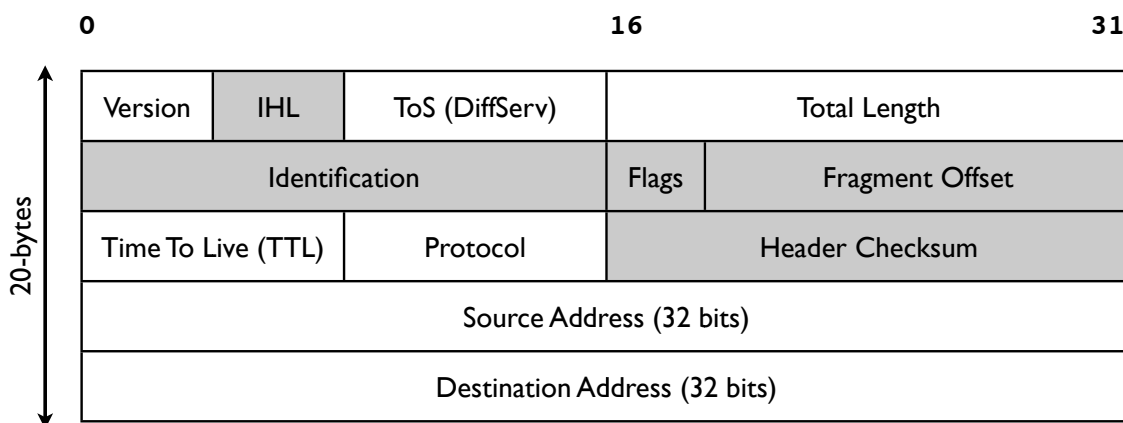 0 16 31
Version IHL ToS (DiffServ) Total Length
Identification Flags Fragment Offset
Time To Live (TTL) Protocol Header Checksum
Source Address (32 bits)
Destination Address (32 bits)
20-bytes